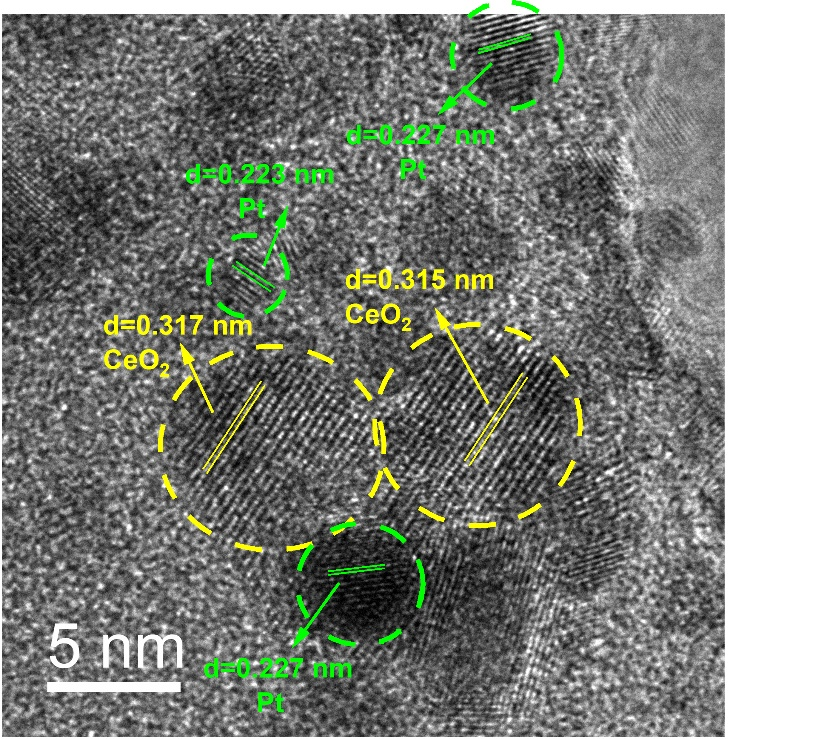 d=0.227 nm
Pt
d=0.223 nm
Pt
d=0.315 nm
CeO₂
d=0.317 nm
CeO₂
5 nm
d=0.227 nm
Pt